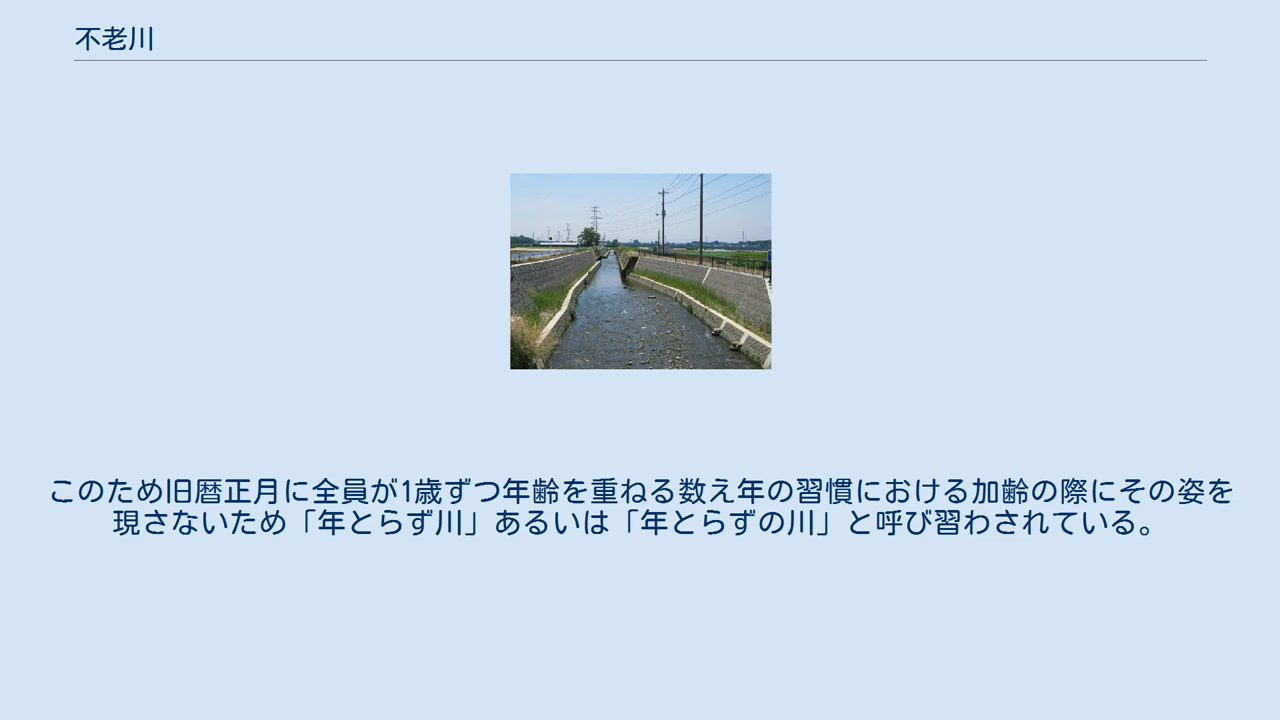 不老川
このため旧暦正月に全員が1歳ずつ年齢を重ねる数え年の習慣における加齢の際にその姿を
現さないため「年とらず川」あるいは「年とらずの川」と呼び習わされている。